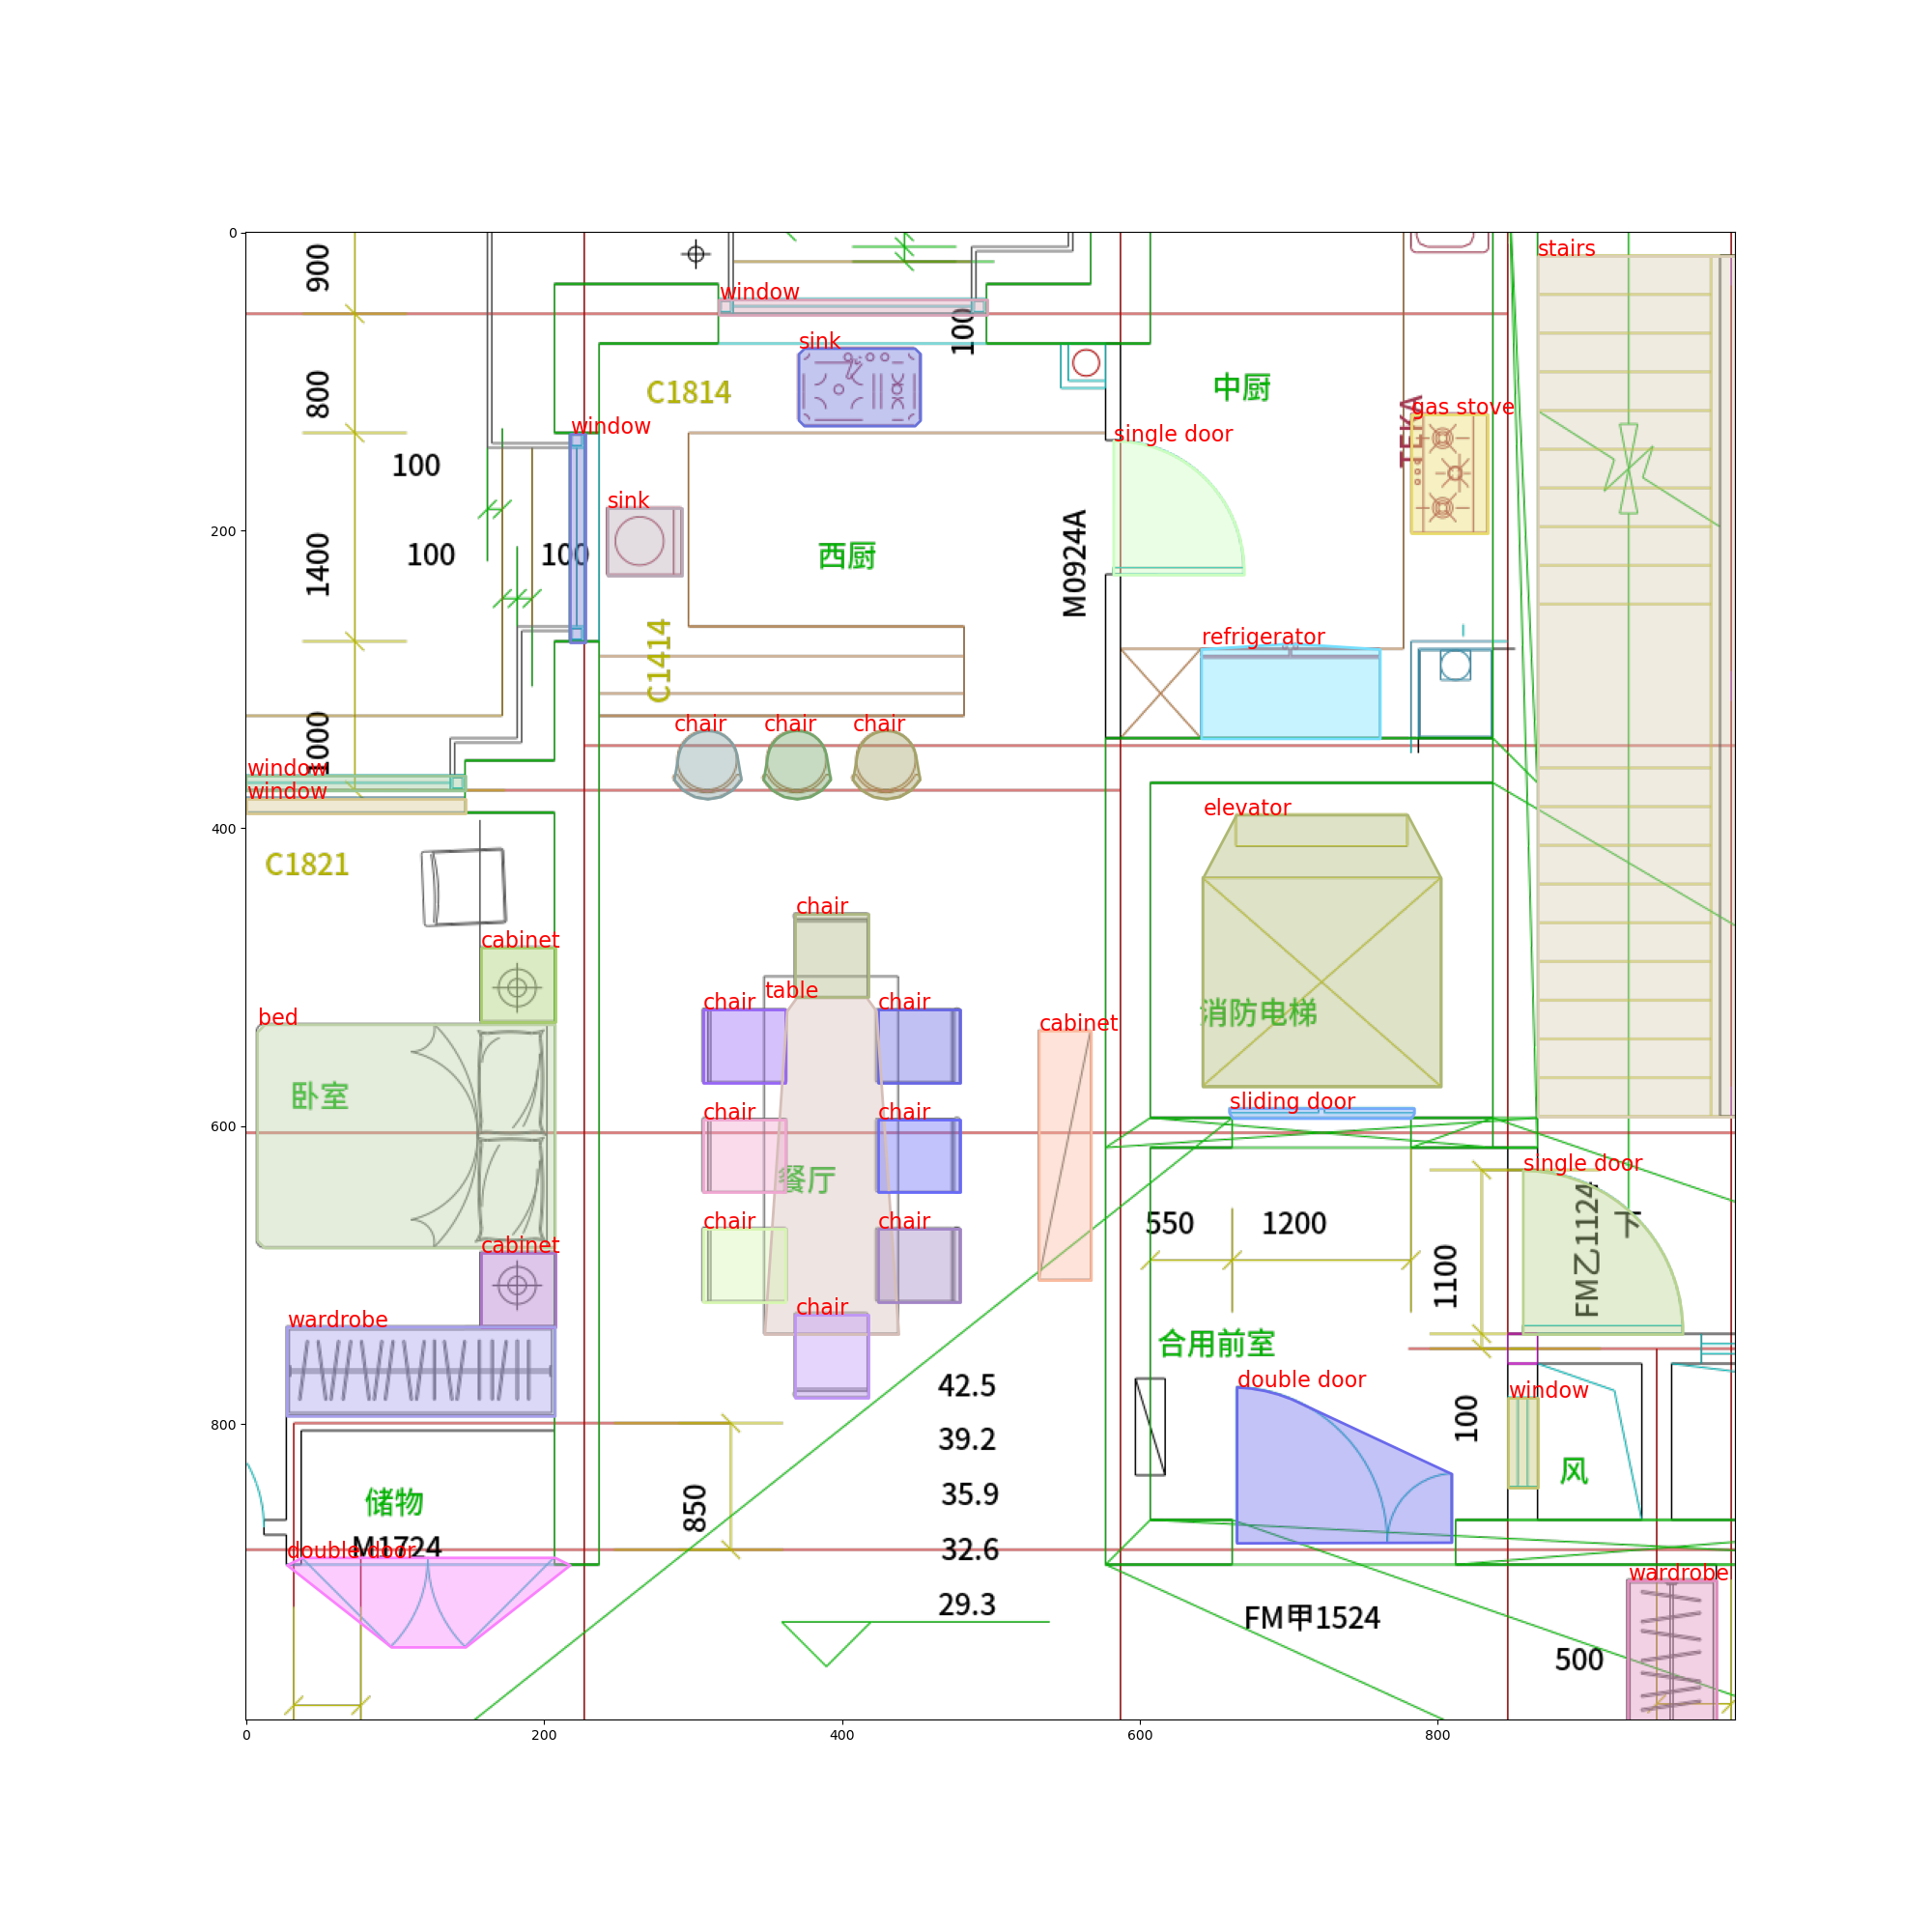 0
900
stairs
window
100
sink
800
C1814
中厨
TEKA
gas stove
window
single door
100
sink
200
1400
100
100
西厨
M0924A
C1414
refrigerator
1000
chair
chair
chair
window
window
elevator
400
C1821
chair
cabinet
table
chair
chair
消防电梯
bed
cabinet
卧室
sliding door
chair
chair
600
single door
餐厅
FM乙1124
下
chair
chair
550
1200
1100
cabinet
chair
wardrobe
合用前室
42.5
double door
window
800
100
39.2
风
储物
850
35.9
M1724
double door
32.6
wardrobe
29.3
FM甲1524
500
0
200
400
600
800